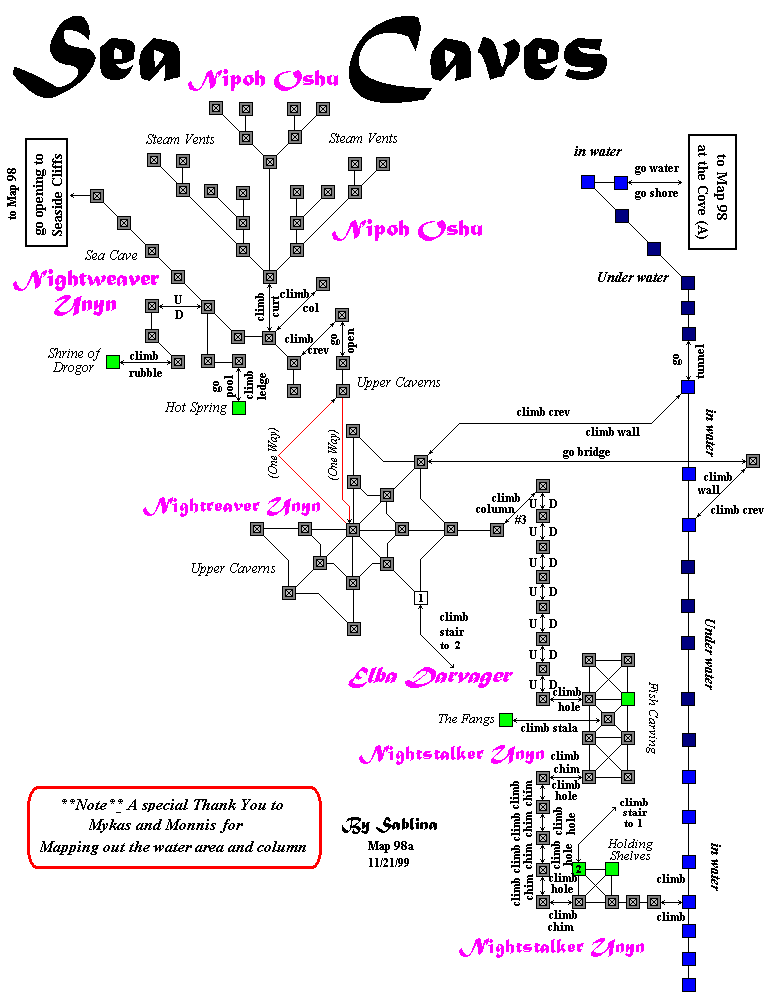 Sea Caves
Nipoh Oshu
Steam Vents
Steam Vents
in water
go water
go shore
to Map 98
at the Cove (A)
to Map 98
go opening to
Seaside Cliffs
Nipoh Oshu
Sea Cave
Under water
Nightweaver
Unyn
U
D
climb
curt
climb
col
climb
crev
go
open
go
tunnel
Shrine of
Drogor
climb
rubble
go
pool
climb
ledge
Hot Spring
Upper Caverns
climb crev
climb wall
in water
go bridge
(One Way)
(One Way)
climb
wall
climb crev
Nightreaver Unyn
climb
column
#3
U D
U D
U D
U D
U D
U D
U D
Upper Caverns
1
climb
stair
to 2
Under water
Elba Darvager
climb
hole
Fish Carving
The Fangs
climb stala
Nightstalker Unyn
climb
chim
climb
hole
climb chim
climb chim
climb chim
climb chim
climb
hole
hole
climb
hole
climb
stair
to 1
Holding
Shelves
2
climb
climb
in water
climb
chim
Nightstalker Unyn
**Note** A special Thank You to
Mykas and Monnis for
Mapping out the water area and column
By Sablina
Map 98a
11/21/99